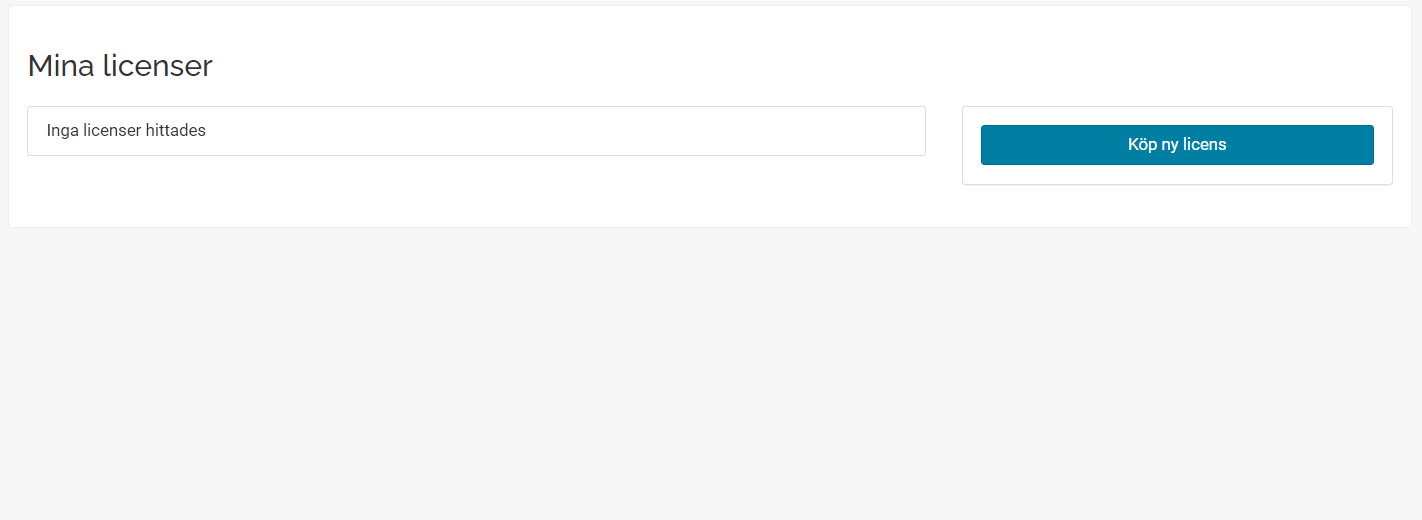 Mina licenser
Inga licenser hittades
Köp ny licens